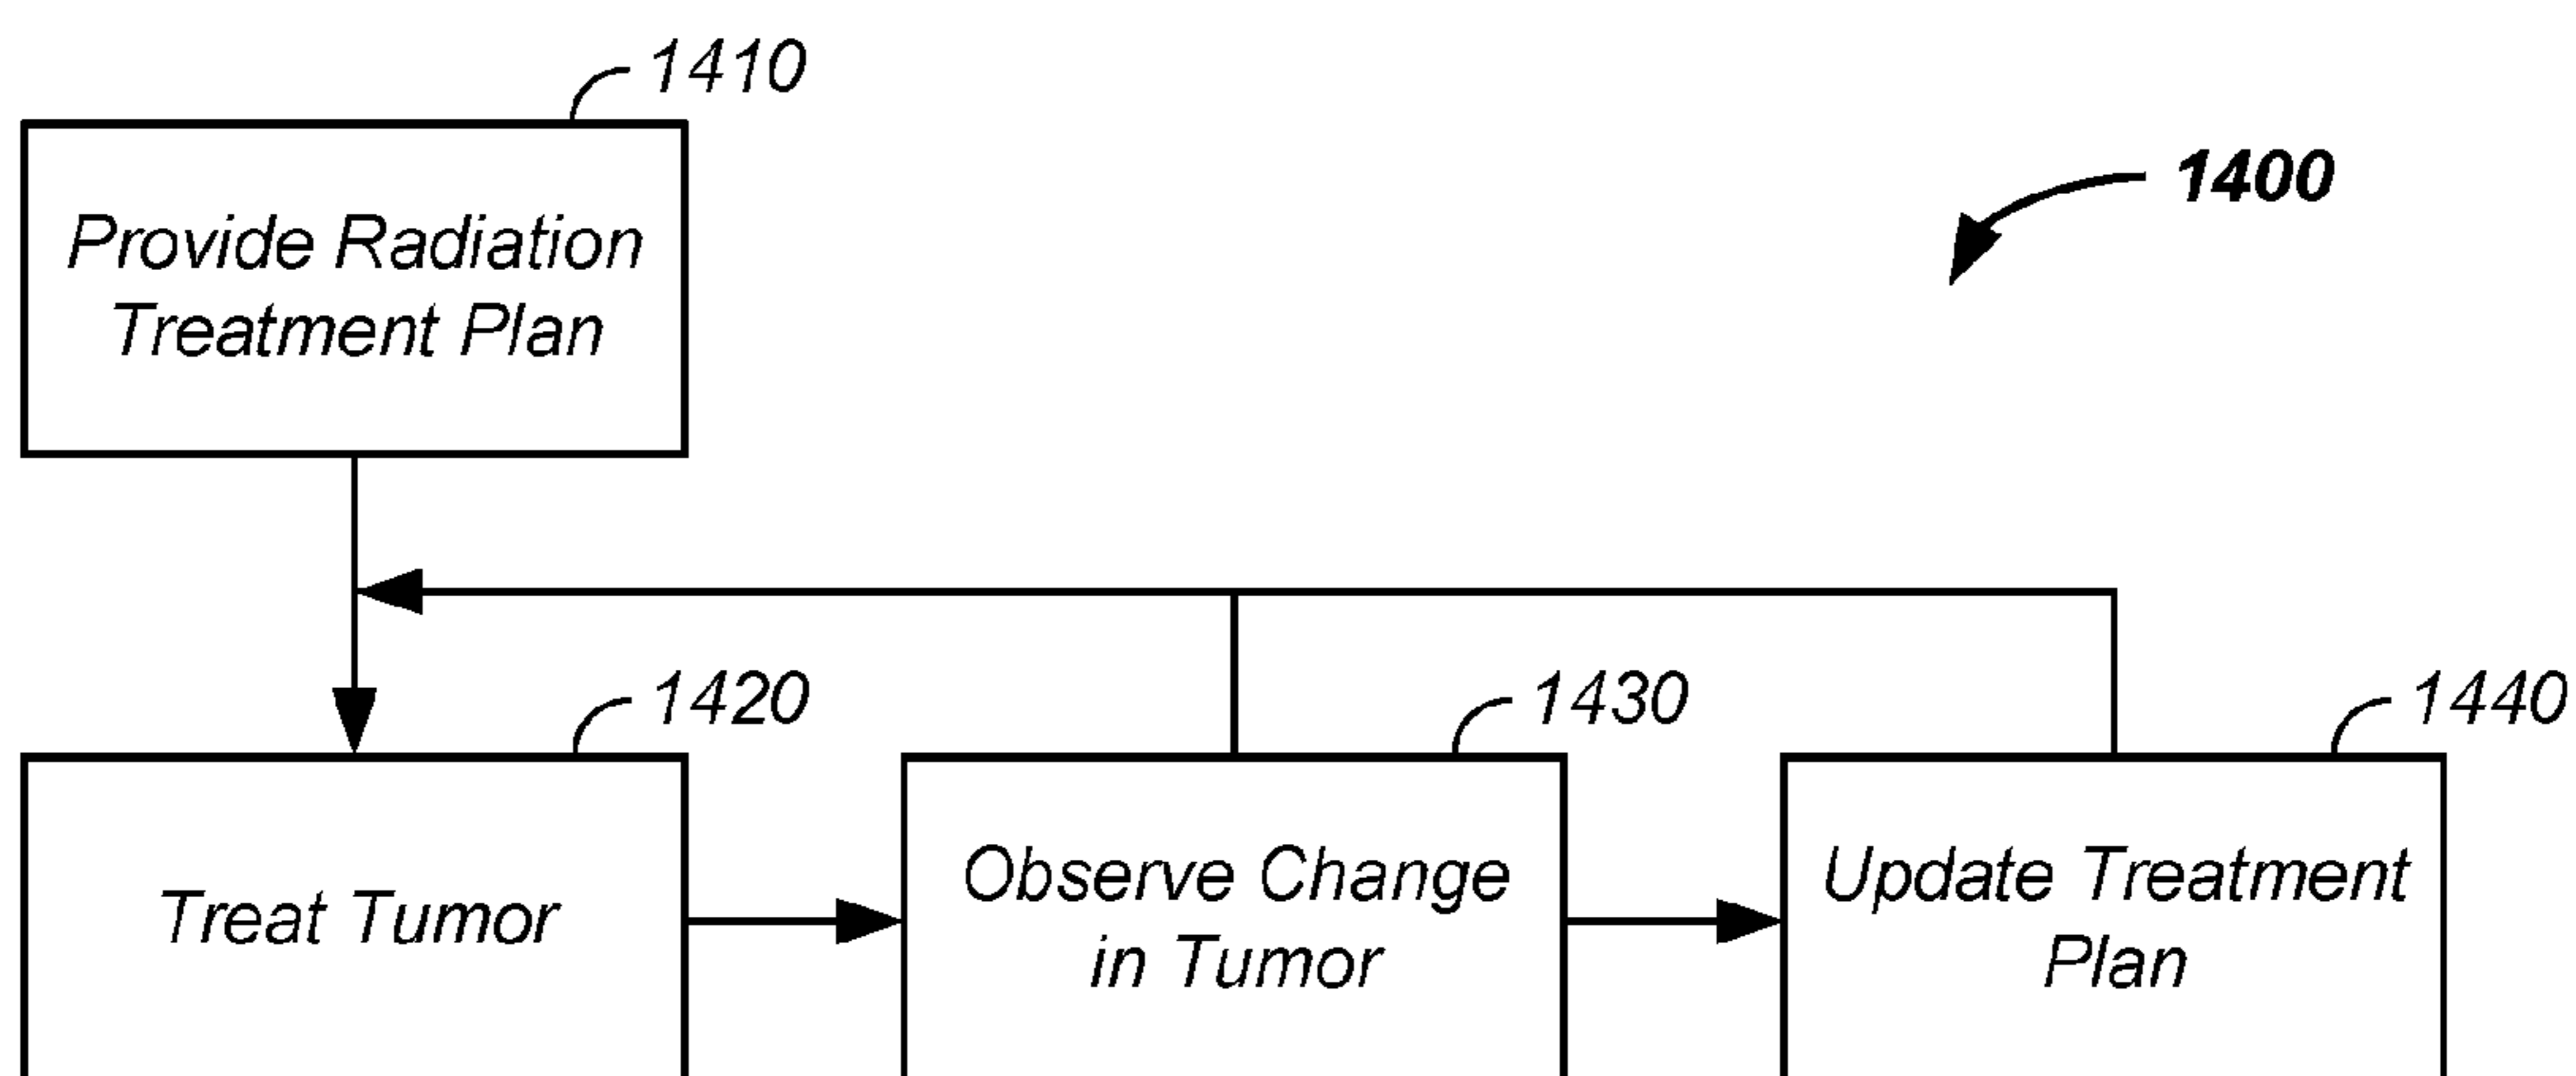 1410
Provide Radiation
Treatment Plan
1400
1420
Treat Tumor
1430
Observe Change
in Tumor
1440
Update Treatment
Plan